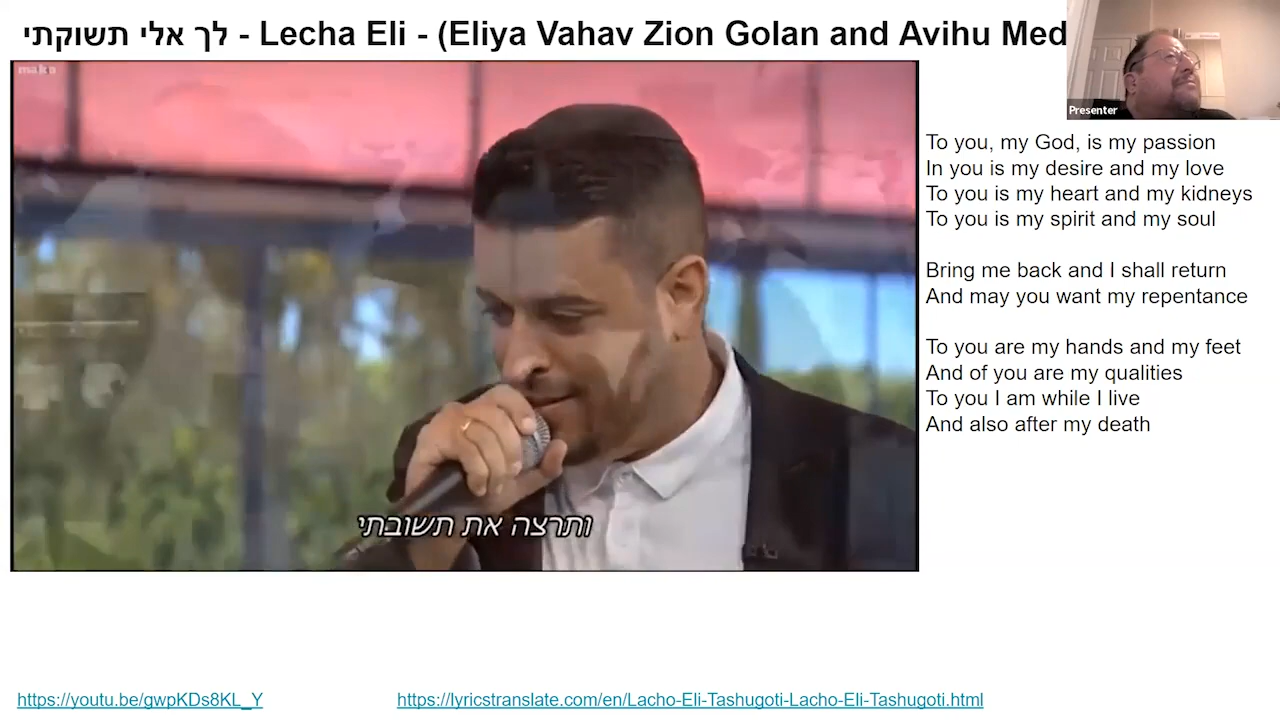 לך אלי תשוקתי - Lecha Eli - (Eliya Vahav Zion Golan and Avihu Med
mako
Presenter
To you, my God, is my passion
In you is my desire and my love
To you is my heart and my kidneys
To you is my spirit and my soul
Bring me back and I shall return
And may you want my repentance
To you are my hands and my feet
And of you are my qualities
To you I am while I live
And also after my death
ותרצה את תשובתי
https://youtu.be/gwpKDs8KL_Y
https://lyricstranslate.com/en/Lacho-Eli-Tashugoti-Lacho-Eli-Tashugoti.html